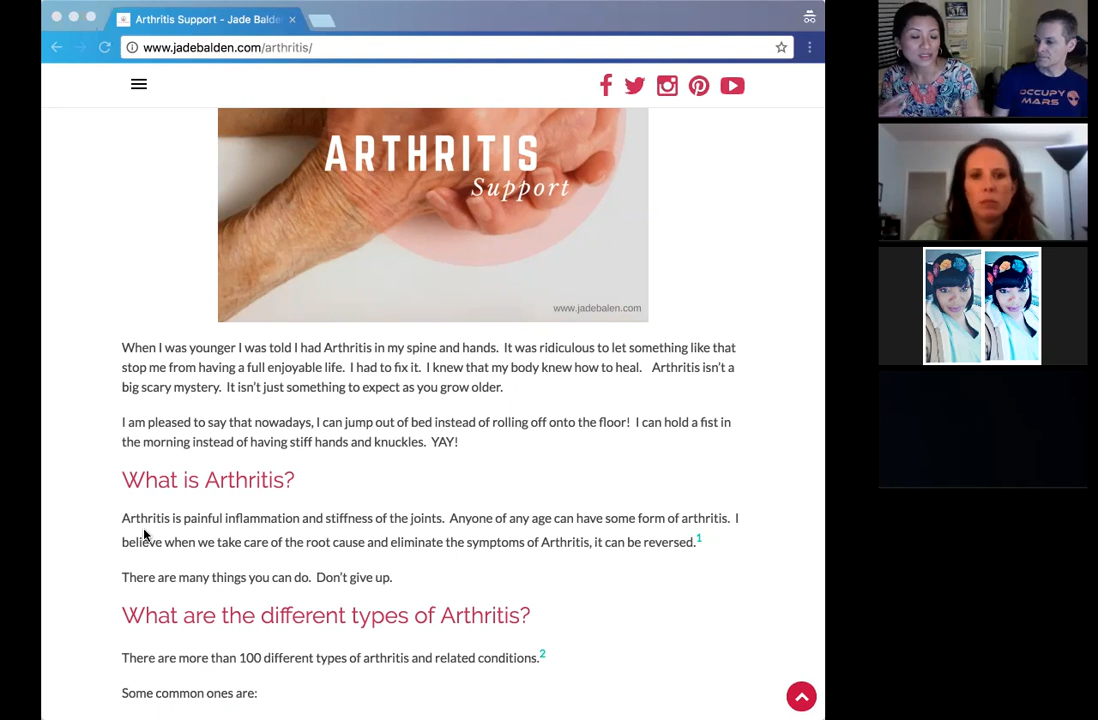 Arthritis Support - Jade Balde
www.jadebalden.com/arthritis/
ARTHRITIS
Support
www.jadebalen.com
When I was younger I was told I had Arthritis in my spine and hands. It was ridiculous to let something like that
stop me from having a full enjoyable life. I had to fix it. I knew that my body knew how to heal. Arthritis isn't a
big scary mystery. It isn't just something to expect as you grow older.
I am pleased to say that nowadays, I can jump out of bed instead of rolling off onto the floor! I can hold a fist in
the morning instead of having stiff hands and knuckles. YAY!
What is Arthritis?
Arthritis is painful inflammation and stiffness of the joints. Anyone of any age can have some form of arthritis. I
believe when we take care of the root cause and eliminate the symptoms of Arthritis, it can be reversed.1
There are many things you can do. Don't give up.
What are the different types of Arthritis?
There are more than 100 different types of arthritis and related conditions.2
Some common ones are:
OCCUPY
MARS